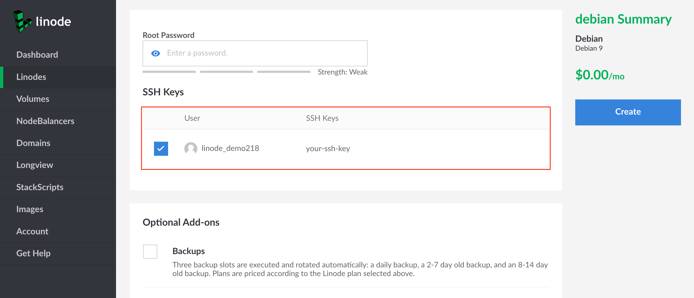 linode
Dashboard
Linodes
Volumes
NodeBalancers
Domains
Longview
StackScripts
Images
Account
Get Help
Root Password
Enter a password.
Strength: Weak
SSH Keys
User SSH Keys
linode_demo218 your-ssh-key
Optional Add-ons
Backups
Three backup slots are executed and rotated automatically: a daily backup, a 2-7 day old backup, and an 8-14 day
old backup. Plans are priced according to the Linode plan selected above.
debian Summary
Debian
Debian 9
$0.00/mo
Create